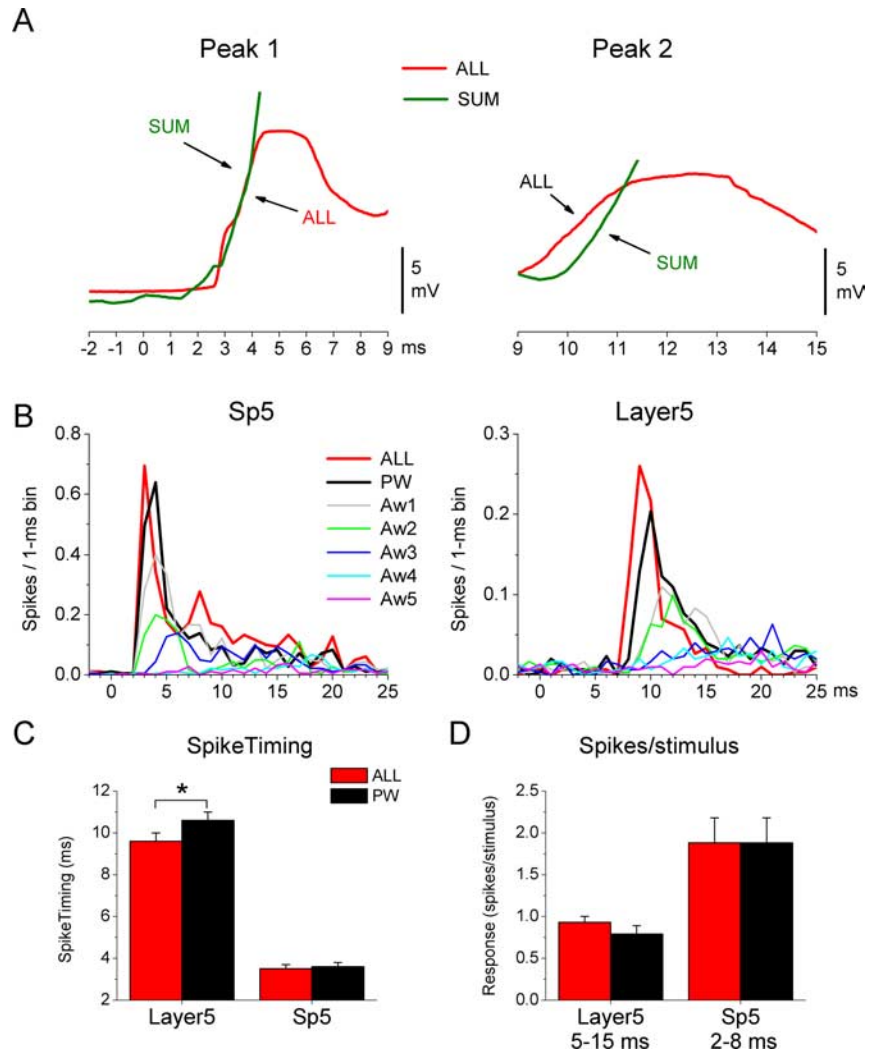 A
Peak 1
Peak 2
ALL
SUM
SUM
ALL
5
mV
ALL
SUM
5
mV
-2 -1 0 1 2 3 4 5 6 7 8 9 ms
9 10 11 12 13 14 15
B
Sp5
Layer5
Spikes / 1-ms bin
0.8
0.6
0.4
0.2
0.0
ALL
PW
Aw1
Aw2
Aw3
Aw4
Aw5
0 5 10 15 20 25
Spikes / 1-ms bin
0.3
0.2
0.1
0.0
0 5 10 15 20 25 ms
C
SpikeTiming
ALL
PW
*
SpikeTiming (ms)
12
10
8
6
4
2
Layer5 Sp5
D
Spikes/stimulus
Response (spikes/stimulus)
2.5
2.0
1.5
1.0
0.5
0.0
Layer5 Sp5
5-15 ms 2-8 ms